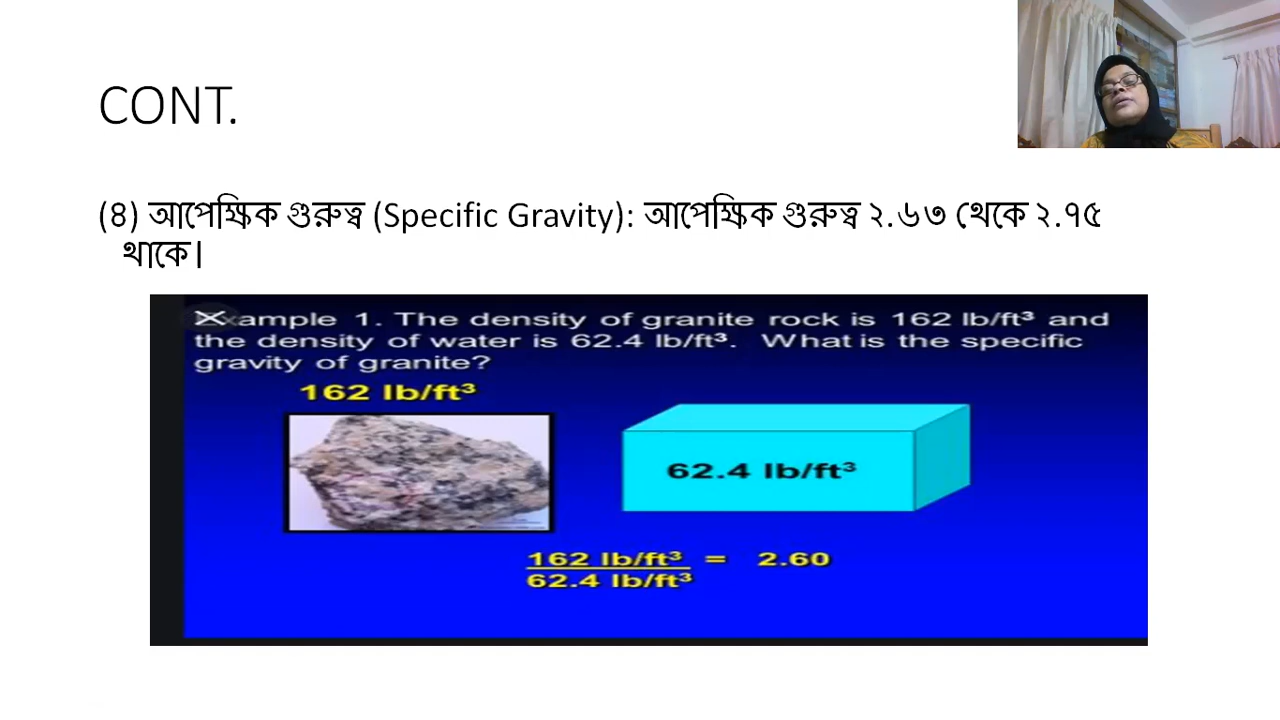 CONT.
(8) আপেক্ষিক গুরুত্ব (Specific Gravity): আপেক্ষিক গুরুত্ব ২.৬৩ থেকে ২.৭৫
থাকে।
Example 1. The density of granite rock is 162 lb/ft³ and
the density of water is 62.4 lb/ft³. What is the specific
gravity of granite?
162 lb/ft³
62.4 lb/ft³
162 lb/ft³ = 2.60
62.4 lb/ft³